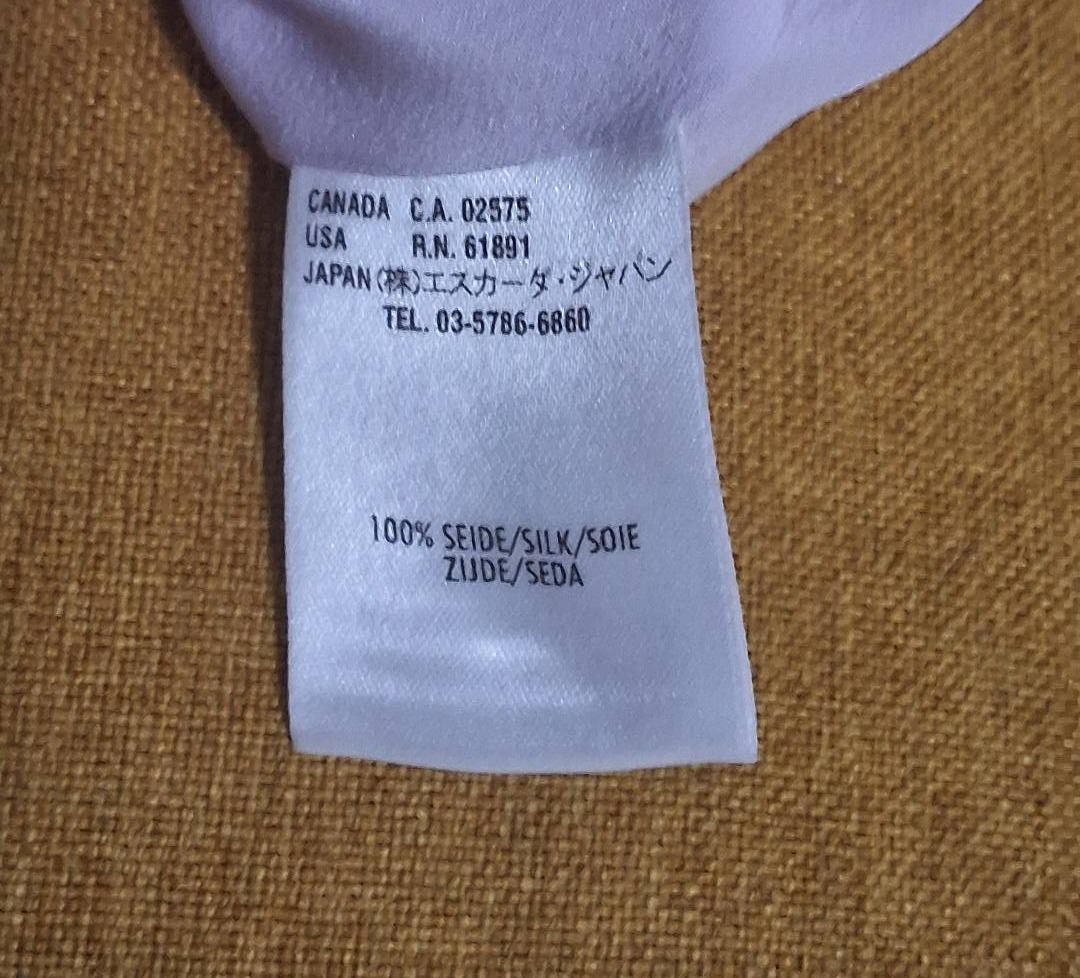 CANADA C.A. 02575
USA R.N. 61891
JAPAN (株)エスカーダ・ジャパン
TEL. 03-5786-6860
100% SEIDE/SILK/SOIE
ZIJDE/SEDA